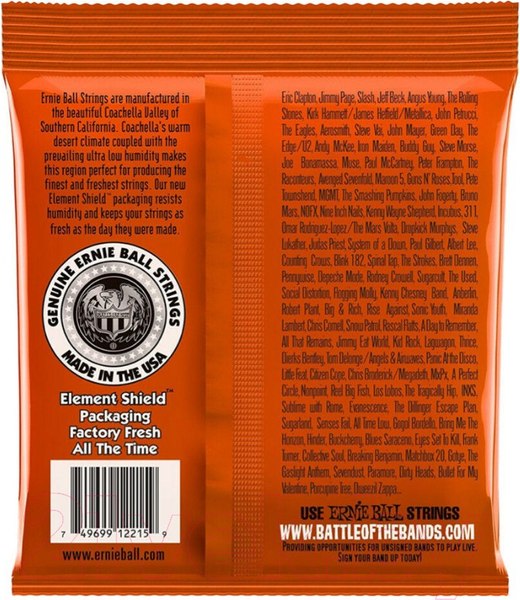 Ernie Ball Strings are manufactured in
the beautiful Coachella Valley of
Southern California. Coachella's warm
desert climate coupled with the
prevailing ultra low humidity makes
this region perfect for producing the
finest and freshest strings. Our new
Element Shield™ packaging resists
humidity and keeps your strings as
fresh as the day they were made.
GENUINE ERNIE BALL STRINGS
MADE IN THE USA
Element Shield™
Packaging
Factory Fresh
All The Time
7 49699 12215 9
www.ernieball.com
Eric Clapton, Jimmy Page, Slash, Jeff Beck, Angus Young, The Rolling
Stones, Kirk Hammett/James Hetfield/Metallica, John Petrucci,
The Eagles, Aerosmith, Steve Vai, John Mayer, Green Day, The
Edge/U2, Andy McKee, Iron Maiden, Buddy Guy, Steve Morse,
Joe Bonamassa, Muse, Paul McCartney, Peter Frampton, The
Raconteurs, Avenged Sevenfold, Maroon 5, Guns N' Roses, Tool, Pete
Townshend, MGMT, The Smashing Pumpkins, John Fogerty, Bruno
Mars, NOFX, Nine Inch Nails, Kenny Wayne Shepherd, Incubus, 311,
Omar Rodriguez-Lopez/The Mars Volta, Dropkick Murphys, Steve
Lukather, Judas Priest, System of a Down, Paul Gilbert, Albert Lee,
Counting Crows, Blink 182, Spinal Tap, The Strokes, Brett Dennen,
Pennywise, Depeche Mode, Rodney Crowell, Sugarcult, The Used,
Social Distortion, Flogging Molly, Kenny Chesney Band, Anberlin,
Robert Plant, Big & Rich, Rise Against, Sonic Youth, Miranda
Lambert, Chris Cornell, Snow Patrol, Rascal Flatts, A Day to Remember,
All That Remains, Jimmy Eat World, Kid Rock, Lagwagon, Thrice,
Dierks Bentley, Tom Delonge/Angels & Airwaves, Panic At the Disco,
Little Feat, Citizen Cope, Chris Broderick/Megadeth, MxPx, A Perfect
Circle, Nonpoint, Reel Big Fish, Los Lobos, The Tragically Hip, INXS,
Sublime with Rome, Evanescence, The Dillinger Escape Plan,
Sugarland, Senses Fail, All Time Low, Gogol Bordello, Bring Me The
Horizon, Hinder, Buckcherry, Blues Saraceno, Eyes Set To Kill, Frank
Turner, Collective Soul, Breaking Benjamin, Matchbox 20, Gutye, The
Gaslight Anthem, Sevendust, Paramore, Dirty Heads, Bullet For My
Valentine, Porcupine Tree, Dweezil Zappa...
USE ERNIE BALL STRINGS
WWW.BATTLEOFTHEBANDS.COM
PROVIDING OPPORTUNITIES FOR UNSIGNED BANDS TO PLAY LIVE.
SIGN YOUR BAND UP TODAY!